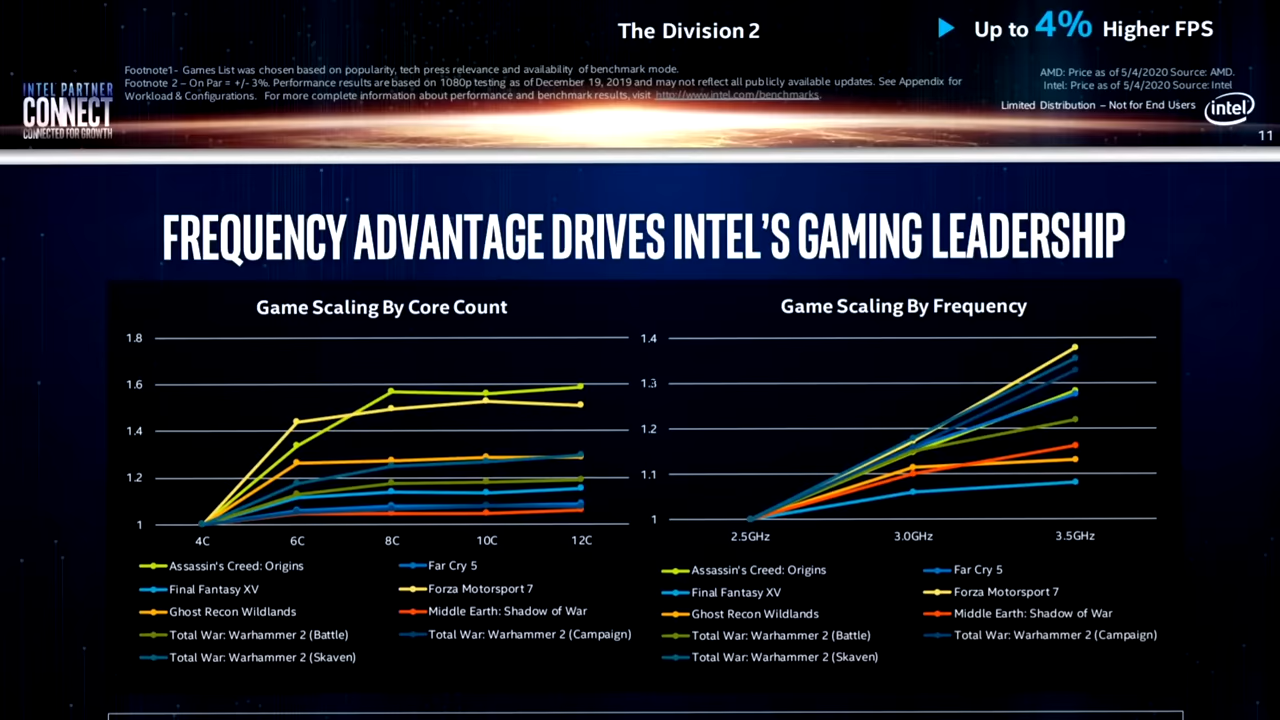 The Division 2
Up to 4% Higher FPS
Footnote1- Games List was chosen based on popularity, tech press relevance and availability of benchmark mode.
Footnote 2 – On Par = +/- 3%. Performance results are based on 1080p testing as of December 19, 2019 and may not reflect all publicly available updates. See Appendix for
Workload & Configurations. For more complete information about performance and benchmark results, visit http://www.intel.com/benchmarks.
AMD: Price as of 5/4/2020 Source: AMD.
Intel: Price as of 5/4/2020 Source: Intel
INTEL PARTNER
CONNECT
CONNECTED FOR GROWTH
Limited Distribution – Not for End Users
intel
11
FREQUENCY ADVANTAGE DRIVES INTEL'S GAMING LEADERSHIP
Game Scaling By Core Count
1.8
1.6
1.4
1.2
1
4C 6C 8C 10C 12C
Assassin's Creed: Origins Far Cry 5
Final Fantasy XV Forza Motorsport 7
Ghost Recon Wildlands Middle Earth: Shadow of War
Total War: Warhammer 2 (Battle) Total War: Warhammer 2 (Campaign)
Total War: Warhammer 2 (Skaven)
Game Scaling By Frequency
1.4
1.3
1.2
1.1
1
2.5GHz 3.0GHz 3.5GHz
Assassin's Creed: Origins Far Cry 5
Final Fantasy XV Forza Motorsport 7
Ghost Recon Wildlands Middle Earth: Shadow of War
Total War: Warhammer 2 (Battle) Total War: Warhammer 2 (Campaign)
Total War: Warhammer 2 (Skaven)